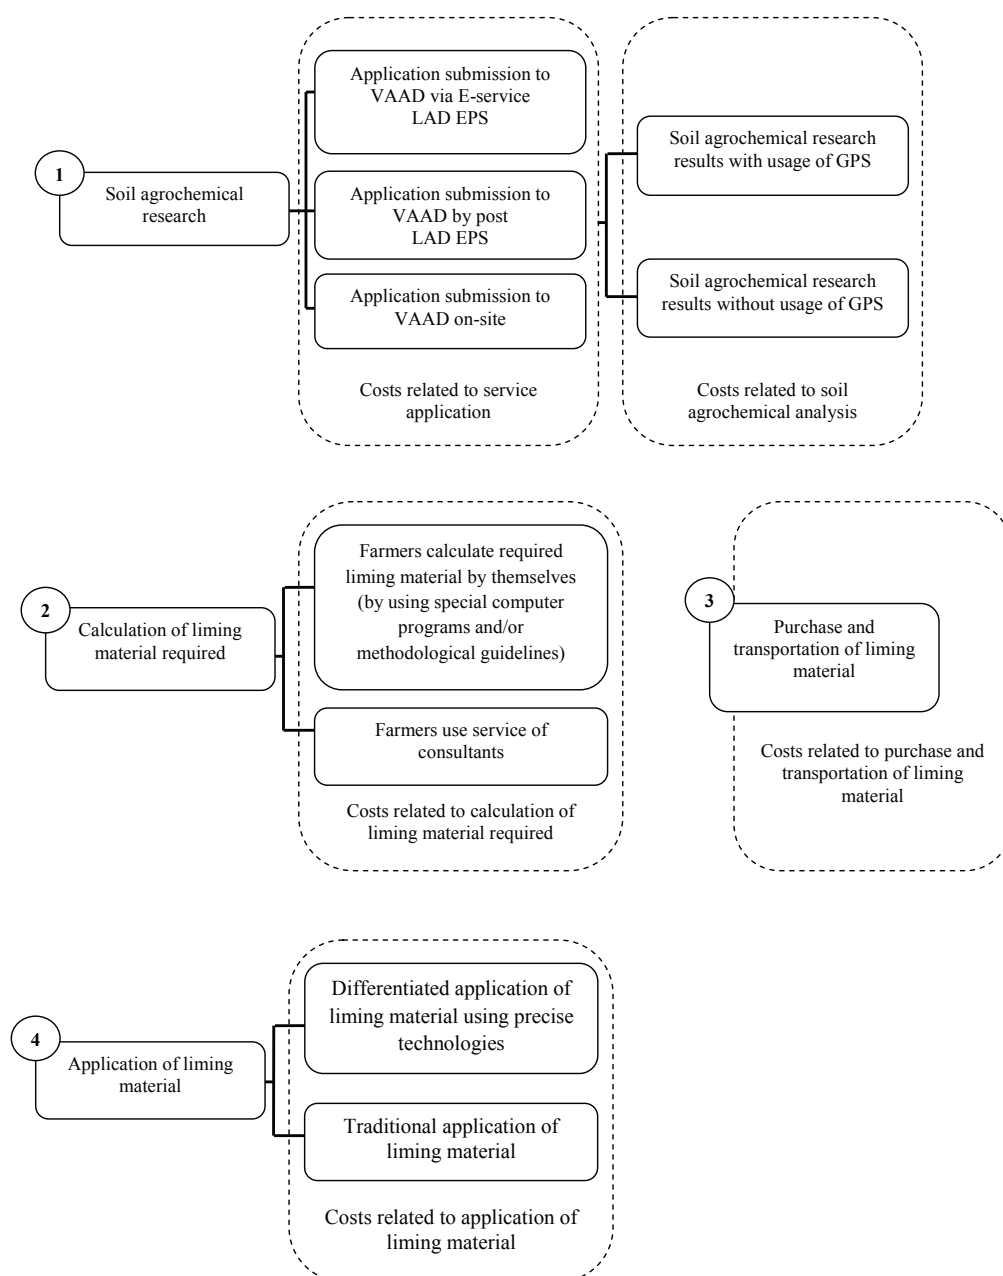 1
Soil agrochemical
research
Application submission to
VAAD via E-service
LAD EPS
Application submission to
VAAD by post
LAD EPS
Application submission to
VAAD on-site
Costs related to service
application
Soil agrochemical research
results with usage of GPS
Soil agrochemical research
results without usage of GPS
Costs related to soil
agrochemical analysis
2
Calculation of liming
material required
Farmers calculate required
liming material by themselves
(by using special computer
programs and/or
methodological guidelines)
Farmers use service of
consultants
Costs related to calculation of
liming material required
3
Purchase and
transportation of liming
material
Costs related to purchase and
transportation of liming
material
4
Application of liming
material
Differentiated application of
liming material using precise
technologies
Traditional application of
liming material
Costs related to application of
liming material